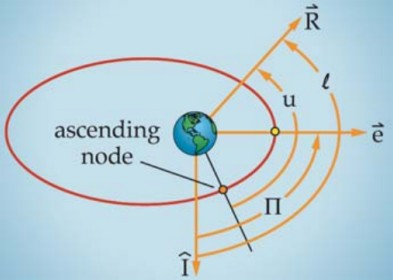 R⃗
ℓ
u
ascending
node
e⃗
Π
Î